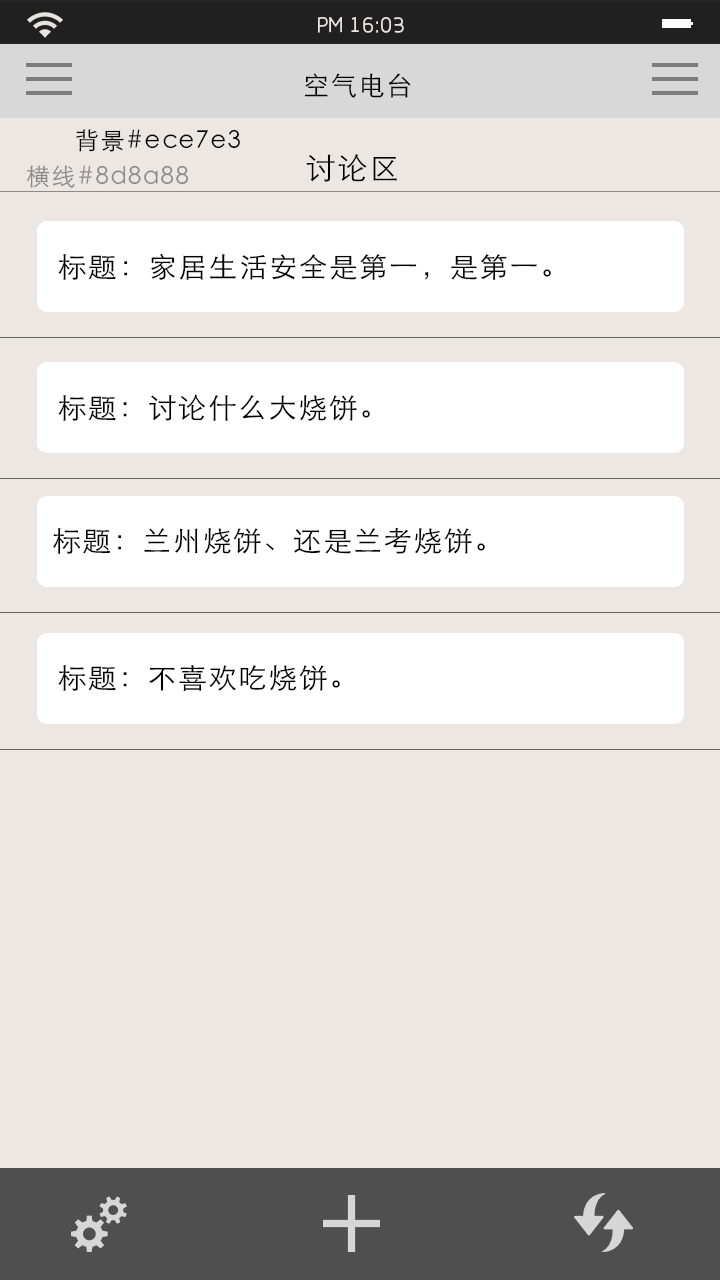 PM 16:03
空气电台
背景#ece7e3
横线#8d8a88
讨论区
标题：家居生活安全是第一，是第一。
标题：讨论什么大烧饼。
标题：兰州烧饼、还是兰考烧饼。
标题：不喜欢吃烧饼。